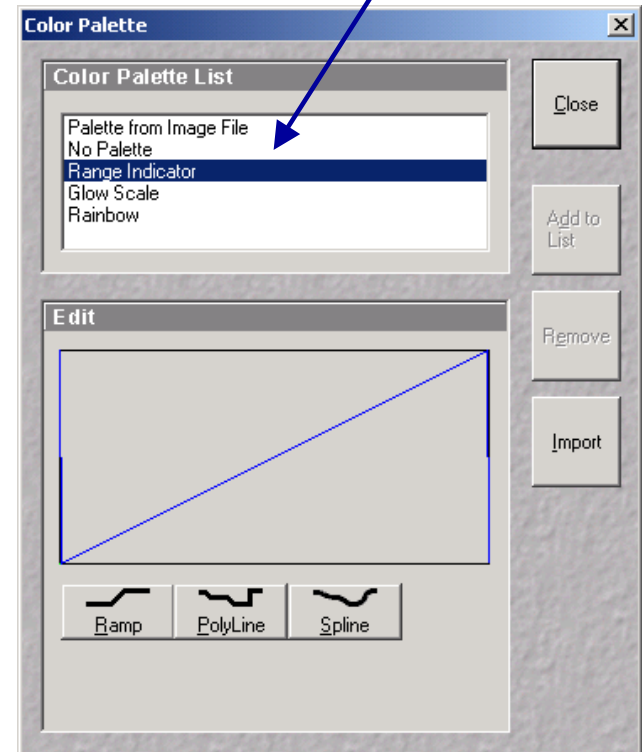 Color Palette
Color Palette List
Palette from Image File
No Palette
Range Indicator
Glow Scale
Rainbow
Close
Add to
List
Remove
Import
Edit
Ramp
PolyLine
Spline